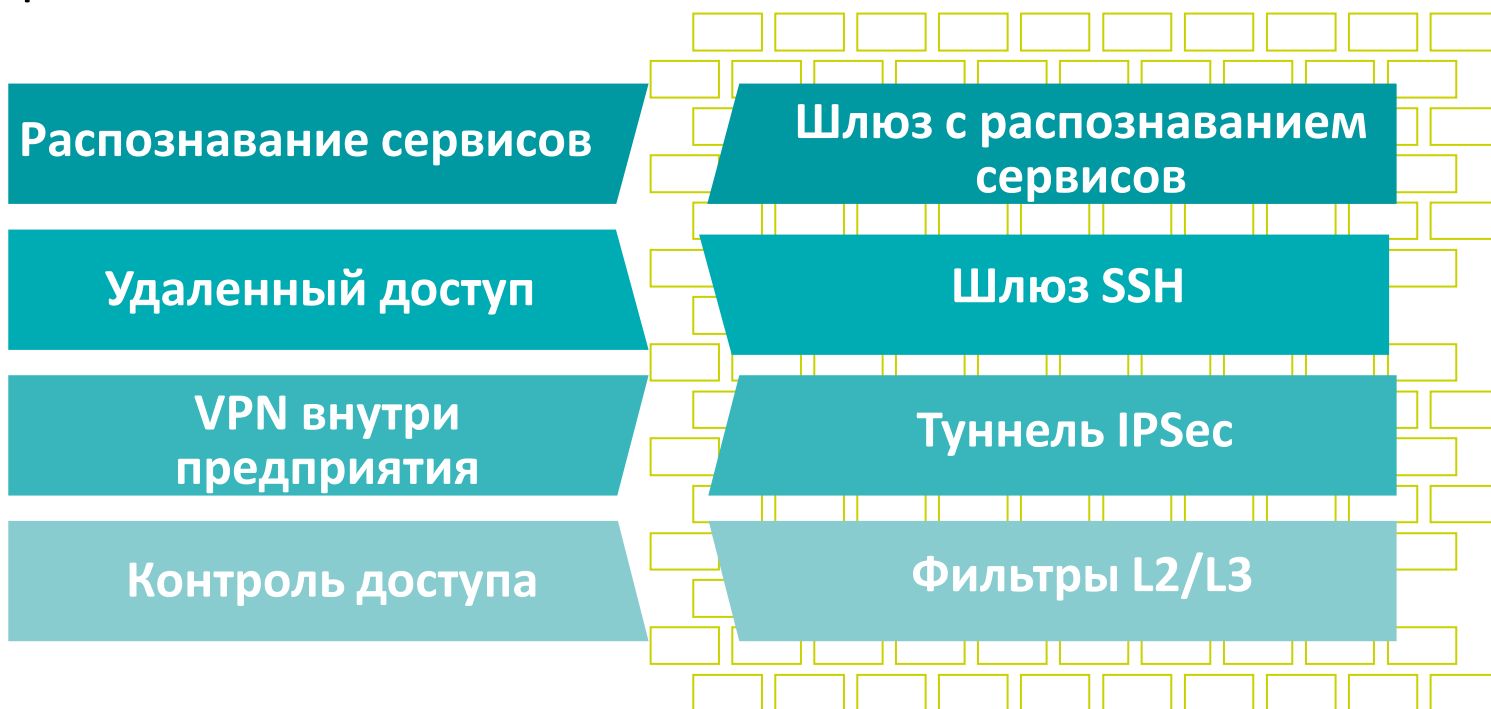 Распознавание сервисов
Шлюз с распознаванием
сервисов
Удаленный доступ
Шлюз SSH
VPN внутри
предприятия
Туннель IPSec
Контроль доступа
Фильтры L2/L3